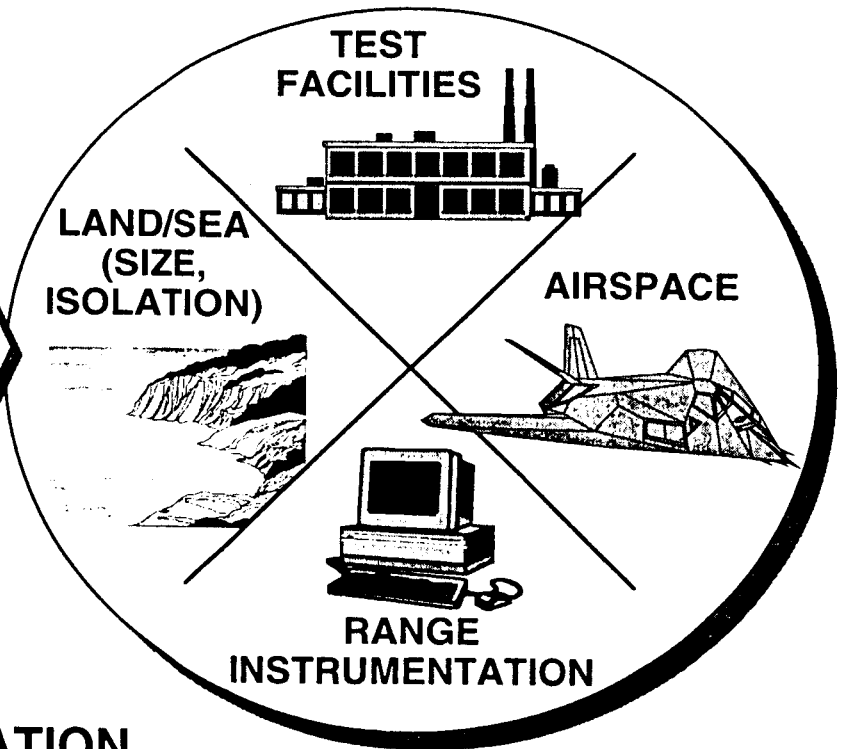 TEST
FACILITIES
LAND/SEA
(SIZE,
ISOLATION)
AIRSPACE
RANGE
INSTRUMENTATION